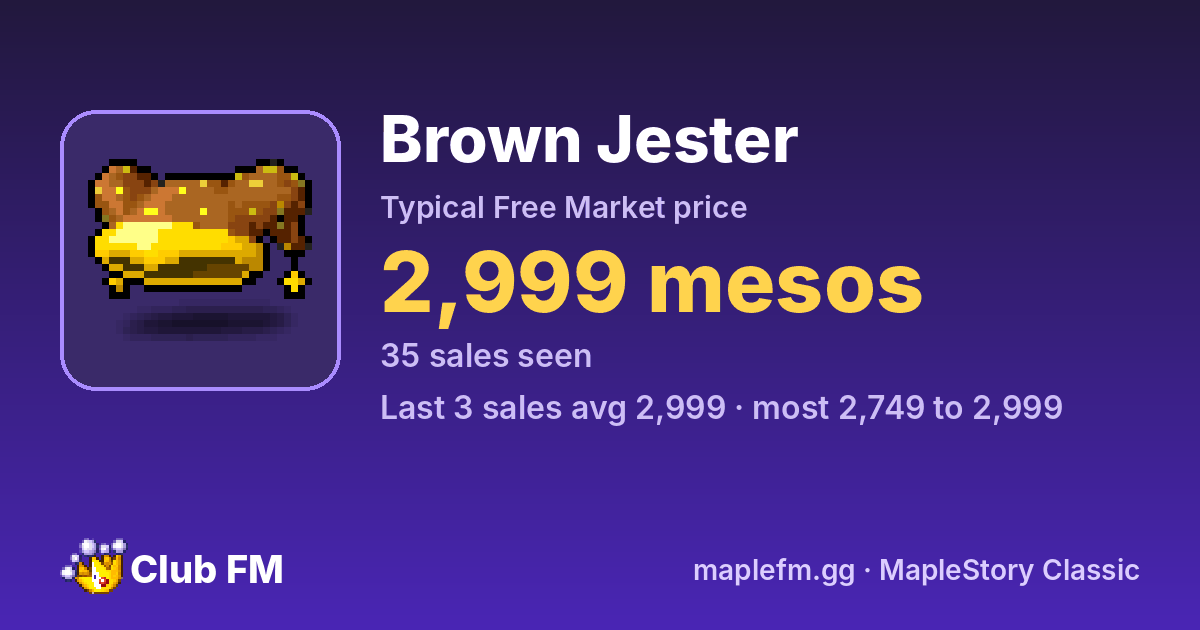 Brown Jester
Typical Free Market price
2,999 mesos
35 sales seen
Last 3 sales avg 2,999 · most 2,749 to 2,999
Club FM
maplefm.gg · MapleStory Classic